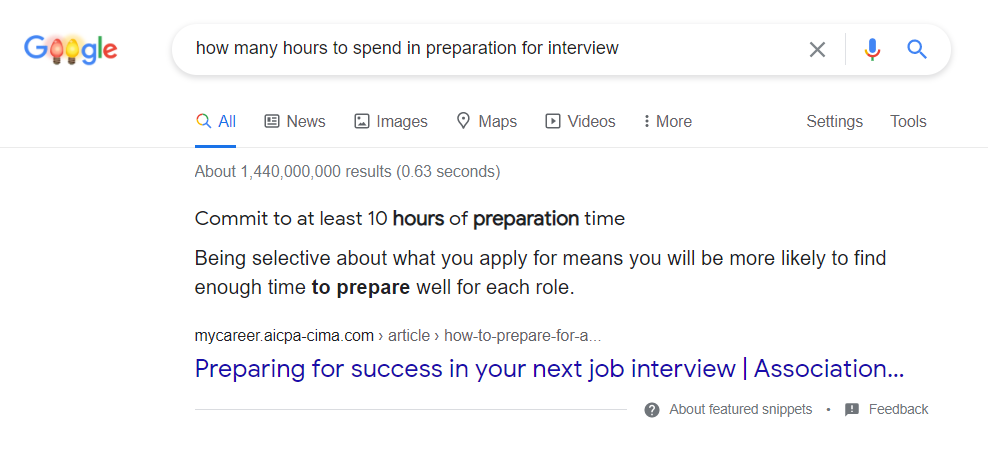 Google
how many hours to spend in preparation for interview
All News Images Maps Videos More Settings Tools
About 1,440,000,000 results (0.63 seconds)
Commit to at least 10 hours of preparation time
Being selective about what you apply for means you will be more likely to find
enough time to prepare well for each role.
mycareer.aicpa-cima.com › article › how-to-prepare-for-a...
Preparing for success in your next job interview | Association...
About featured snippets • Feedback